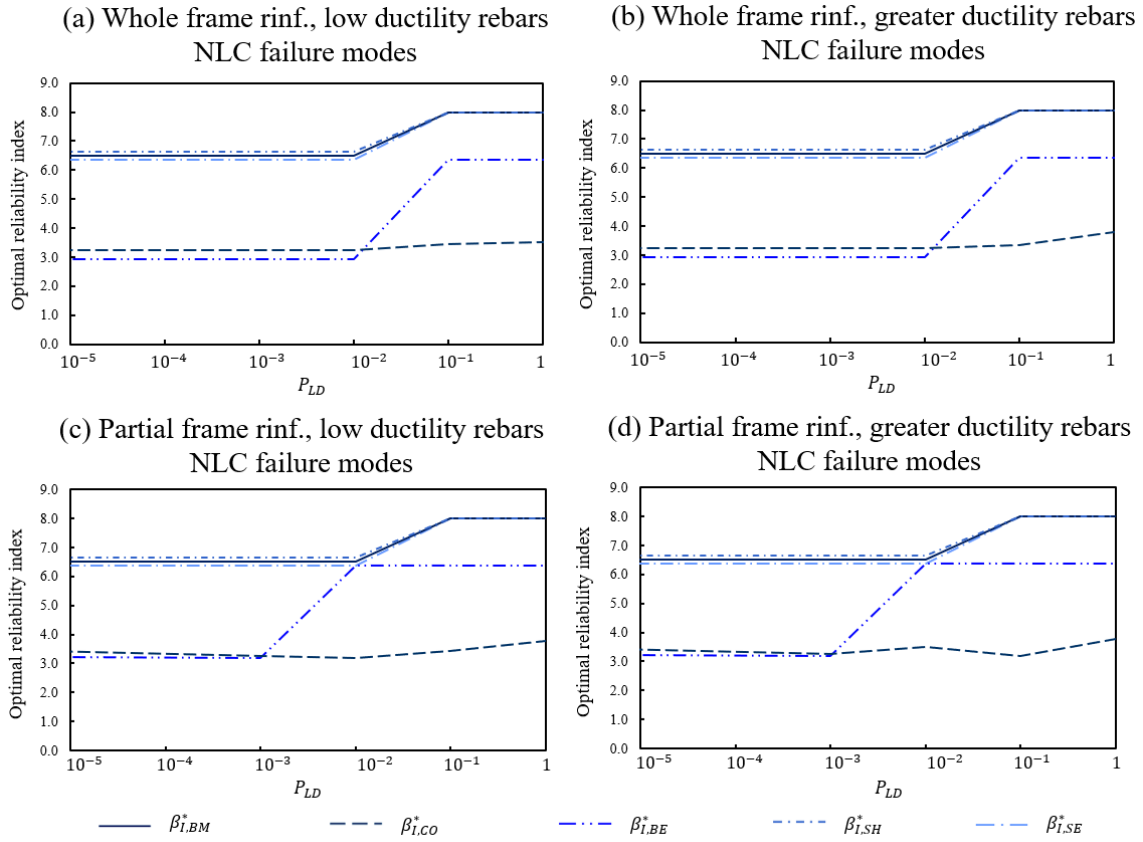 (a) Whole frame rinf., low ductility rebars
NLC failure modes
Optimal reliability index
9.0
8.0
7.0
6.0
5.0
4.0
3.0
2.0
1.0
0.0
10⁻⁵ 10⁻⁴ 10⁻³ 10⁻² 10⁻¹ 1
P_{LD}
(b) Whole frame rinf., greater ductility rebars
NLC failure modes
Optimal reliability index
9.0
8.0
7.0
6.0
5.0
4.0
3.0
2.0
1.0
0.0
10⁻⁵ 10⁻⁴ 10⁻³ 10⁻² 10⁻¹ 1
P_{LD}
(c) Partial frame rinf., low ductility rebars
NLC failure modes
Optimal reliability index
9.0
8.0
7.0
6.0
5.0
4.0
3.0
2.0
1.0
0.0
10⁻⁵ 10⁻⁴ 10⁻³ 10⁻² 10⁻¹ 1
P_{LD}
(d) Partial frame rinf., greater ductility rebars
NLC failure modes
Optimal reliability index
9.0
8.0
7.0
6.0
5.0
4.0
3.0
2.0
1.0
0.0
10⁻⁵ 10⁻⁴ 10⁻³ 10⁻² 10⁻¹ 1
P_{LD}
β*_{I,BM} β*_{I,CO} β*_{I,BE} β*_{I,SH} β*_{I,SE}